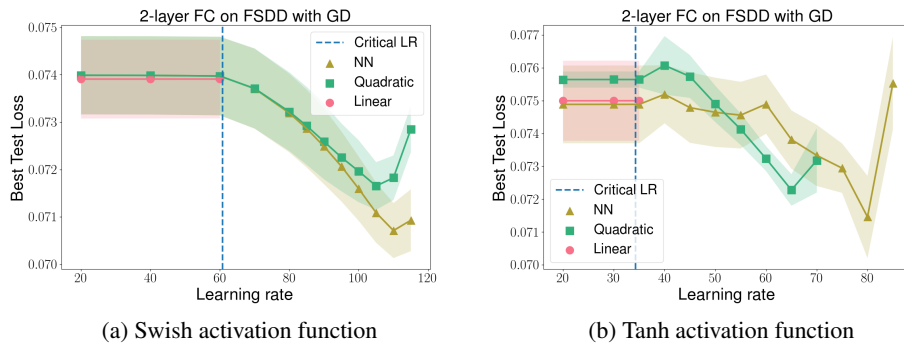 2-layer FC on FSDD with GD
0.075
0.074
0.073
0.072
0.071
0.070
Best Test Loss
Critical LR
NN
Quadratic
Linear
20
40
60
80
100
120
Learning rate
(a) Swish activation function
2-layer FC on FSDD with GD
0.077
0.076
0.075
0.074
0.073
0.072
0.071
0.070
Best Test Loss
Critical LR
NN
Quadratic
Linear
20
30
40
50
60
70
80
Learning rate
(b) Tanh activation function